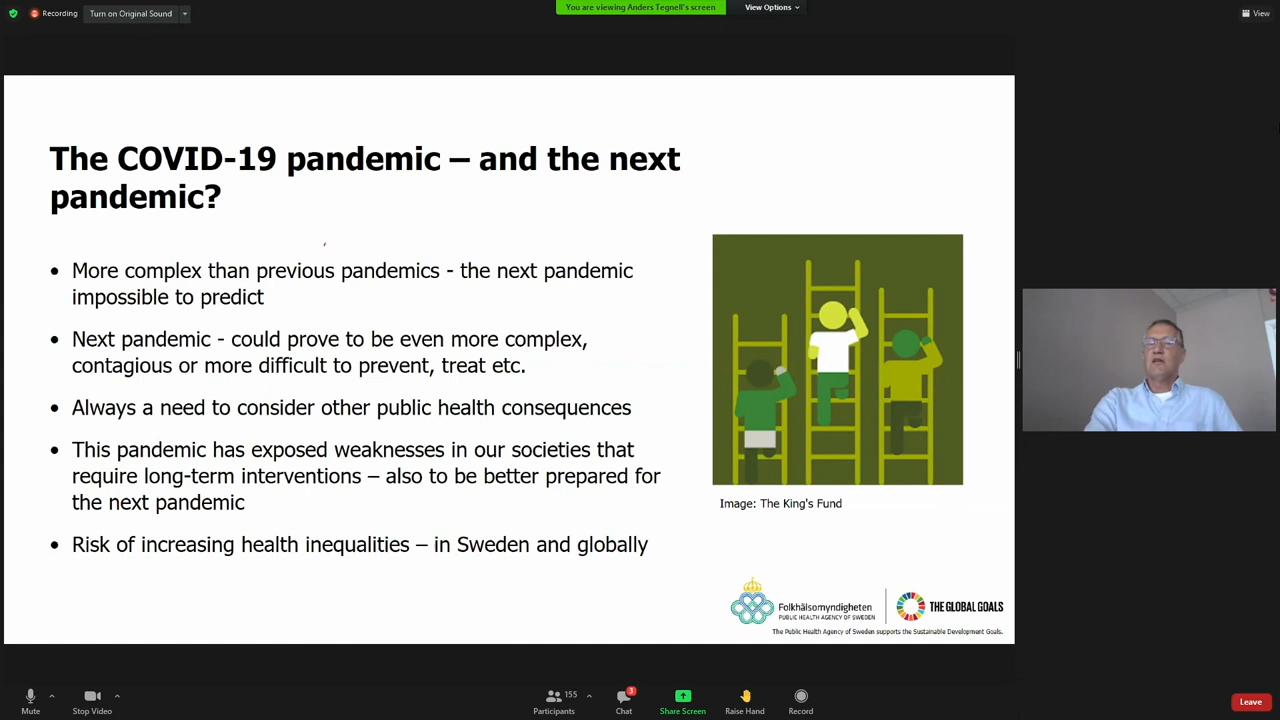 Recording
Turn on Original Sound
You are viewing Anders Tegnell's screen
View Options
View
The COVID-19 pandemic – and the next
pandemic?
• More complex than previous pandemics - the next pandemic
impossible to predict
• Next pandemic - could prove to be even more complex,
contagious or more difficult to prevent, treat etc.
• Always a need to consider other public health consequences
• This pandemic has exposed weaknesses in our societies that
require long-term interventions – also to be better prepared for
the next pandemic
• Risk of increasing health inequalities – in Sweden and globally
Image: The King's Fund
Folkhälsomyndigheten
PUBLIC HEALTH AGENCY OF SWEDEN
THE GLOBAL GOALS
The Public Health Agency of Sweden supports the Sustainable Development Goals.
Mute
Stop Video
155
Participants
3
Chat
Share Screen
Raise Hand
Record
Leave